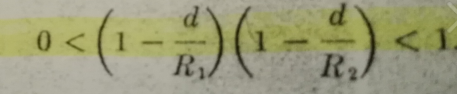 0 < (1 − d/R₁)(1 − d/R₂) < 1.